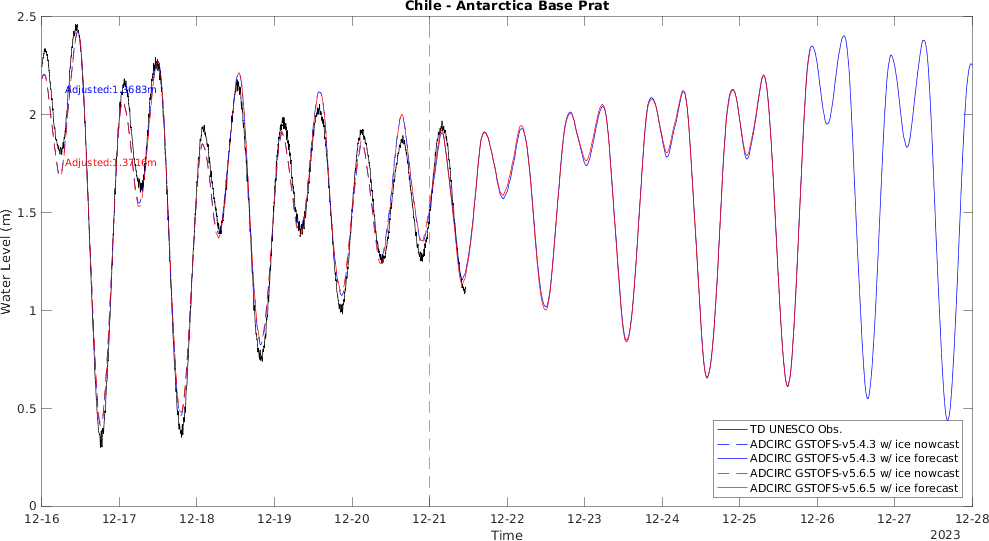 Chile - Antarctica Base Prat
2.5
2
1.5
1
0.5
0
Water Level (m)
Adjusted:1.3683m
Adjusted:1.3716m
TD UNESCO Obs.
ADCIRC GSTOFS-v5.4.3 w/ ice nowcast
ADCIRC GSTOFS-v5.4.3 w/ ice forecast
ADCIRC GSTOFS-v5.6.5 w/ ice nowcast
ADCIRC GSTOFS-v5.6.5 w/ ice forecast
12-16 12-17 12-18 12-19 12-20 12-21 12-22 12-23 12-24 12-25 12-26 12-27 12-28
Time
2023